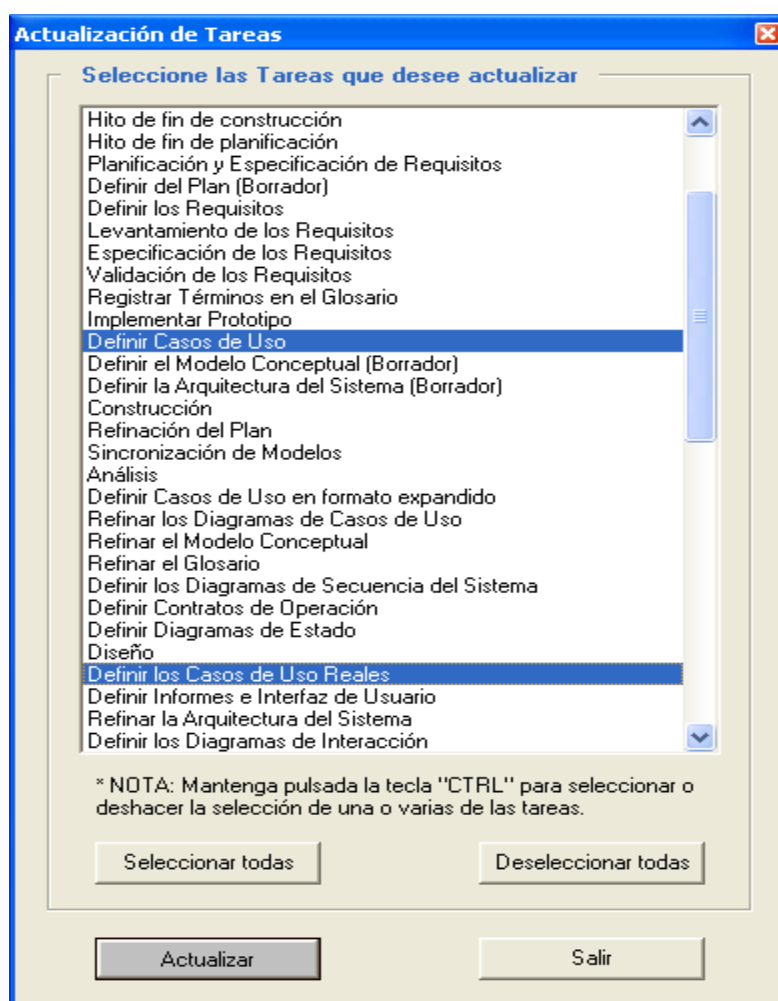 Actualización de Tareas
Seleccione las Tareas que desee actualizar
Hito de fin de construcción
Hito de fin de planificación
Planificación y Especificación de Requisitos
Definir del Plan (Borrador)
Definir los Requisitos
Levantamiento de los Requisitos
Especificación de los Requisitos
Validación de los Requisitos
Registrar Términos en el Glosario
Implementar Prototipo
Definir Casos de Uso
Definir el Modelo Conceptual (Borrador)
Definir la Arquitectura del Sistema (Borrador)
Construcción
Refinación del Plan
Sincronización de Modelos
Análisis
Definir Casos de Uso en formato expandido
Refinar los Diagramas de Casos de Uso
Refinar el Modelo Conceptual
Refinar el Glosario
Definir los Diagramas de Secuencia del Sistema
Definir Contratos de Operación
Definir Diagramas de Estado
Diseño
Definir los Casos de Uso Reales
Definir Informes e Interfaz de Usuario
Refinar la Arquitectura del Sistema
Definir los Diagramas de Interacción
* NOTA: Mantenga pulsada la tecla "CTRL" para seleccionar o
deshacer la selección de una o varias de las tareas.
Seleccionar todas Deseleccionar todas
Actualizar Salir